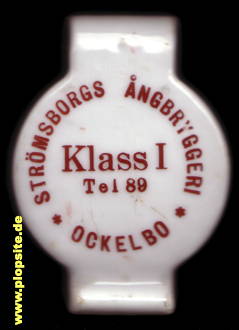 STRÖMSBORGS ÅNGBRYGGERI
Klass I
Tel 89
* OCKELBO *
www.plopsite.de